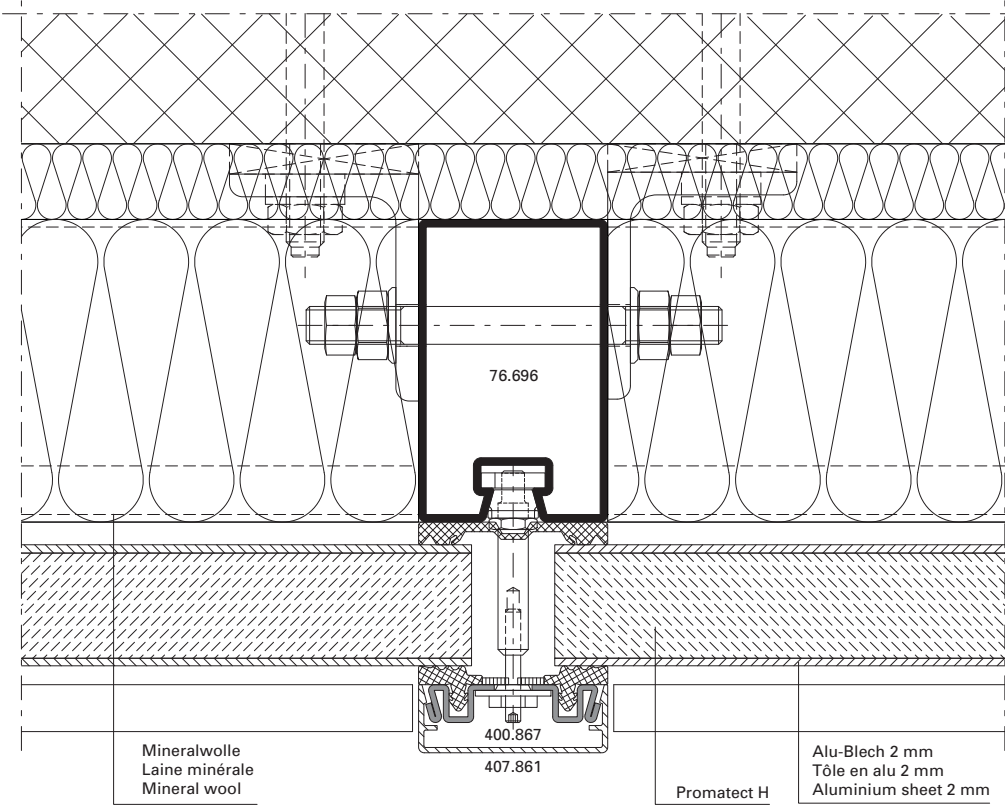 76.696
400.867
407.861
Mineralwolle
Laine minérale
Mineral wool
Promatect H
Alu-Blech 2 mm
Tôle en alu 2 mm
Aluminium sheet 2 mm